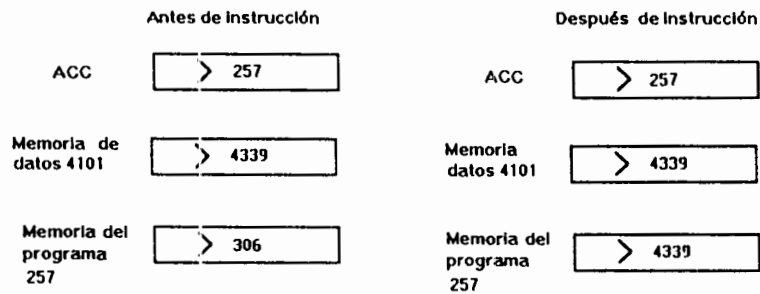 Antes de instrucción
ACC
> 257
Memoria de
datos 4101
> 4339
Memoria del
programa
257
> 306
Después de instrucción
ACC
> 257
Memoria
datos 4101
> 4339
Memoria del
programa
257
> 4339